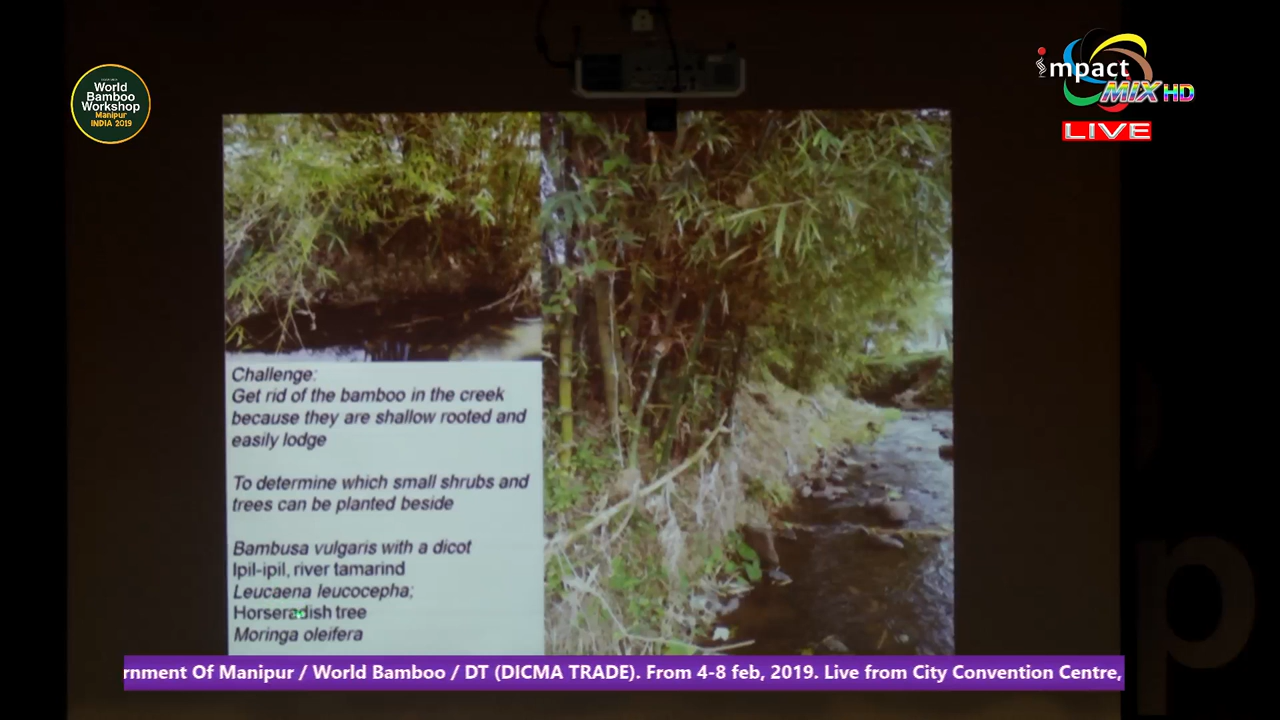 World
Bamboo
Workshop
Manipur
INDIA 2019
impact
MIX HD
LIVE
Challenge:
Get rid of the bamboo in the creek
because they are shallow rooted and
easily lodge
To determine which small shrubs and
trees can be planted beside
Bambusa vulgaris with a dicot
Ipil-ipil, river tamarind
Leucaena leucocepha;
Horseradish tree
Moringa oleifera
rnment Of Manipur / World Bamboo / DT (DICMA TRADE). From 4-8 feb, 2019. Live from City Convention Centre,